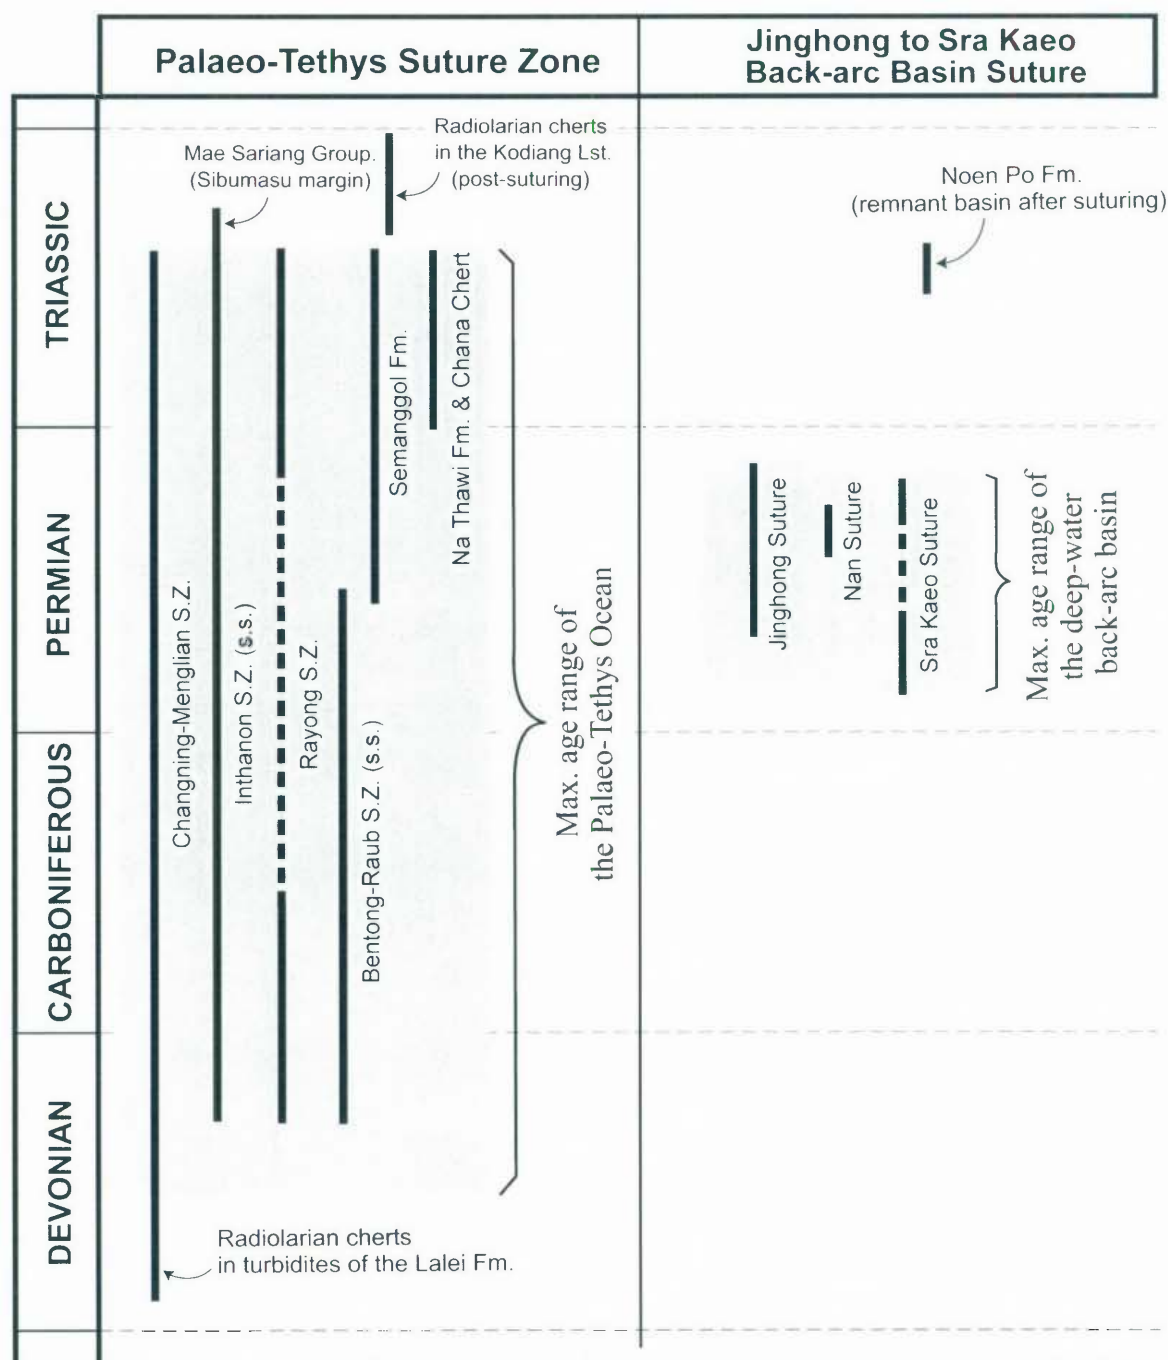 Palaeo-Tethys Suture Zone
Jinghong to Sra Kaeo
Back-arc Basin Suture
TRIASSIC
PERMIAN
CARBONIFEROUS
DEVONIAN
Mae Sariang Group.
(Sibumasu margin)
Radiolarian cherts
in the Kodiang Lst.
(post-suturing)
Changning-Menglian S.Z.
Inthanon S.Z. (s.s.)
Rayong S.Z.
Bentong-Raub S.Z. (s.s.)
Semanggol Fm.
Na Thawi Fm. & Chana Chert
Max. age range of
the Palaeo-Tethys Ocean
Radiolarian cherts
in turbidites of the Lalei Fm.
Noen Po Fm.
(remnant basin after suturing)
Jinghong Suture
Nan Suture
Sra Kaeo Suture
Max. age range of
the deep-water
back-arc basin